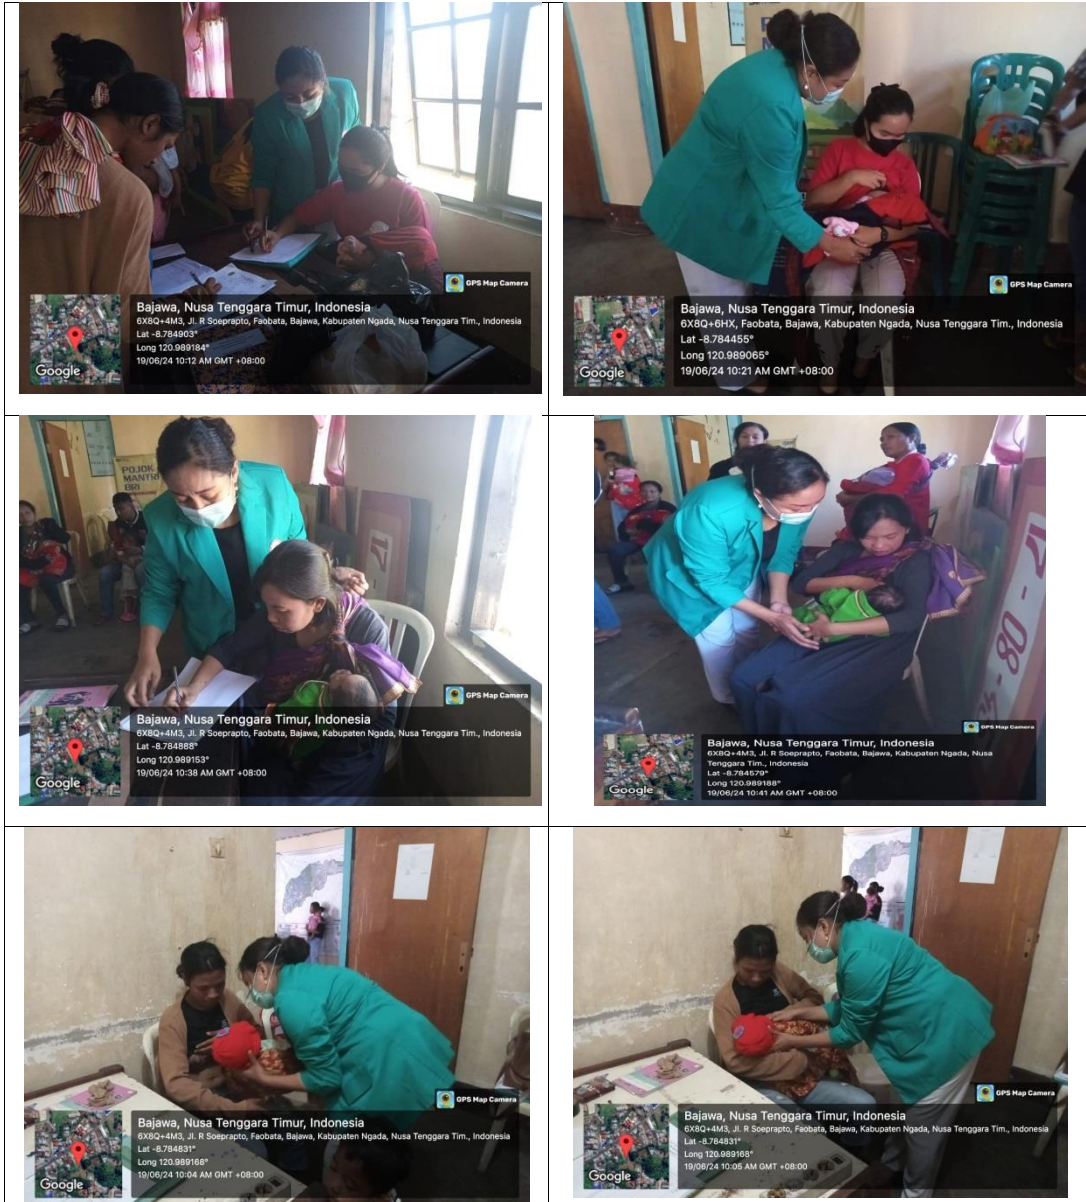 GPS Map Camera
Bajawa, Nusa Tenggara Timur, Indonesia
6X8Q+4M3, Jl. R Soeprapto, Faobata, Bajawa, Kabupaten Ngada, Nusa Tenggara Tim., Indonesia
Lat -8.784903°
Long 120.989184°
19/06/24 10:12 AM GMT +08:00
Google
GPS Map Camera
Bajawa, Nusa Tenggara Timur, Indonesia
6X8Q+6HX, Faobata, Bajawa, Kabupaten Ngada, Nusa Tenggara Tim., Indonesia
Lat -8.784455°
Long 120.989065°
19/06/24 10:21 AM GMT +08:00
Google
POJOK
MANTRI
BRI
17
GPS Map Camera
Bajawa, Nusa Tenggara Timur, Indonesia
6X8Q+4M3, Jl. R Soeprapto, Faobata, Bajawa, Kabupaten Ngada, Nusa Tenggara Tim., Indonesia
Lat -8.784888°
Long 120.989153°
19/06/24 10:38 AM GMT +08:00
Google
17 - 08 -
GPS Map Camera
Bajawa, Nusa Tenggara Timur, Indonesia
6X8Q+4M3, Jl. R Soeprapto, Faobata, Bajawa, Kabupaten Ngada, Nusa
Tenggara Tim., Indonesia
Lat -8.784579°
Long 120.989188°
19/06/24 10:41 AM GMT +08:00
Google
GPS Map Camera
Bajawa, Nusa Tenggara Timur, Indonesia
6X8Q+4M3, Jl. R Soeprapto, Faobata, Bajawa, Kabupaten Ngada, Nusa Tenggara Tim., Indonesia
Lat -8.784831°
Long 120.989168°
19/06/24 10:04 AM GMT +08:00
Google
GPS Map Camera
Bajawa, Nusa Tenggara Timur, Indonesia
6X8Q+4M3, Jl. R Soeprapto, Faobata, Bajawa, Kabupaten Ngada, Nusa Tenggara Tim., Indonesia
Lat -8.784831°
Long 120.989168°
19/06/24 10:05 AM GMT +08:00
Google